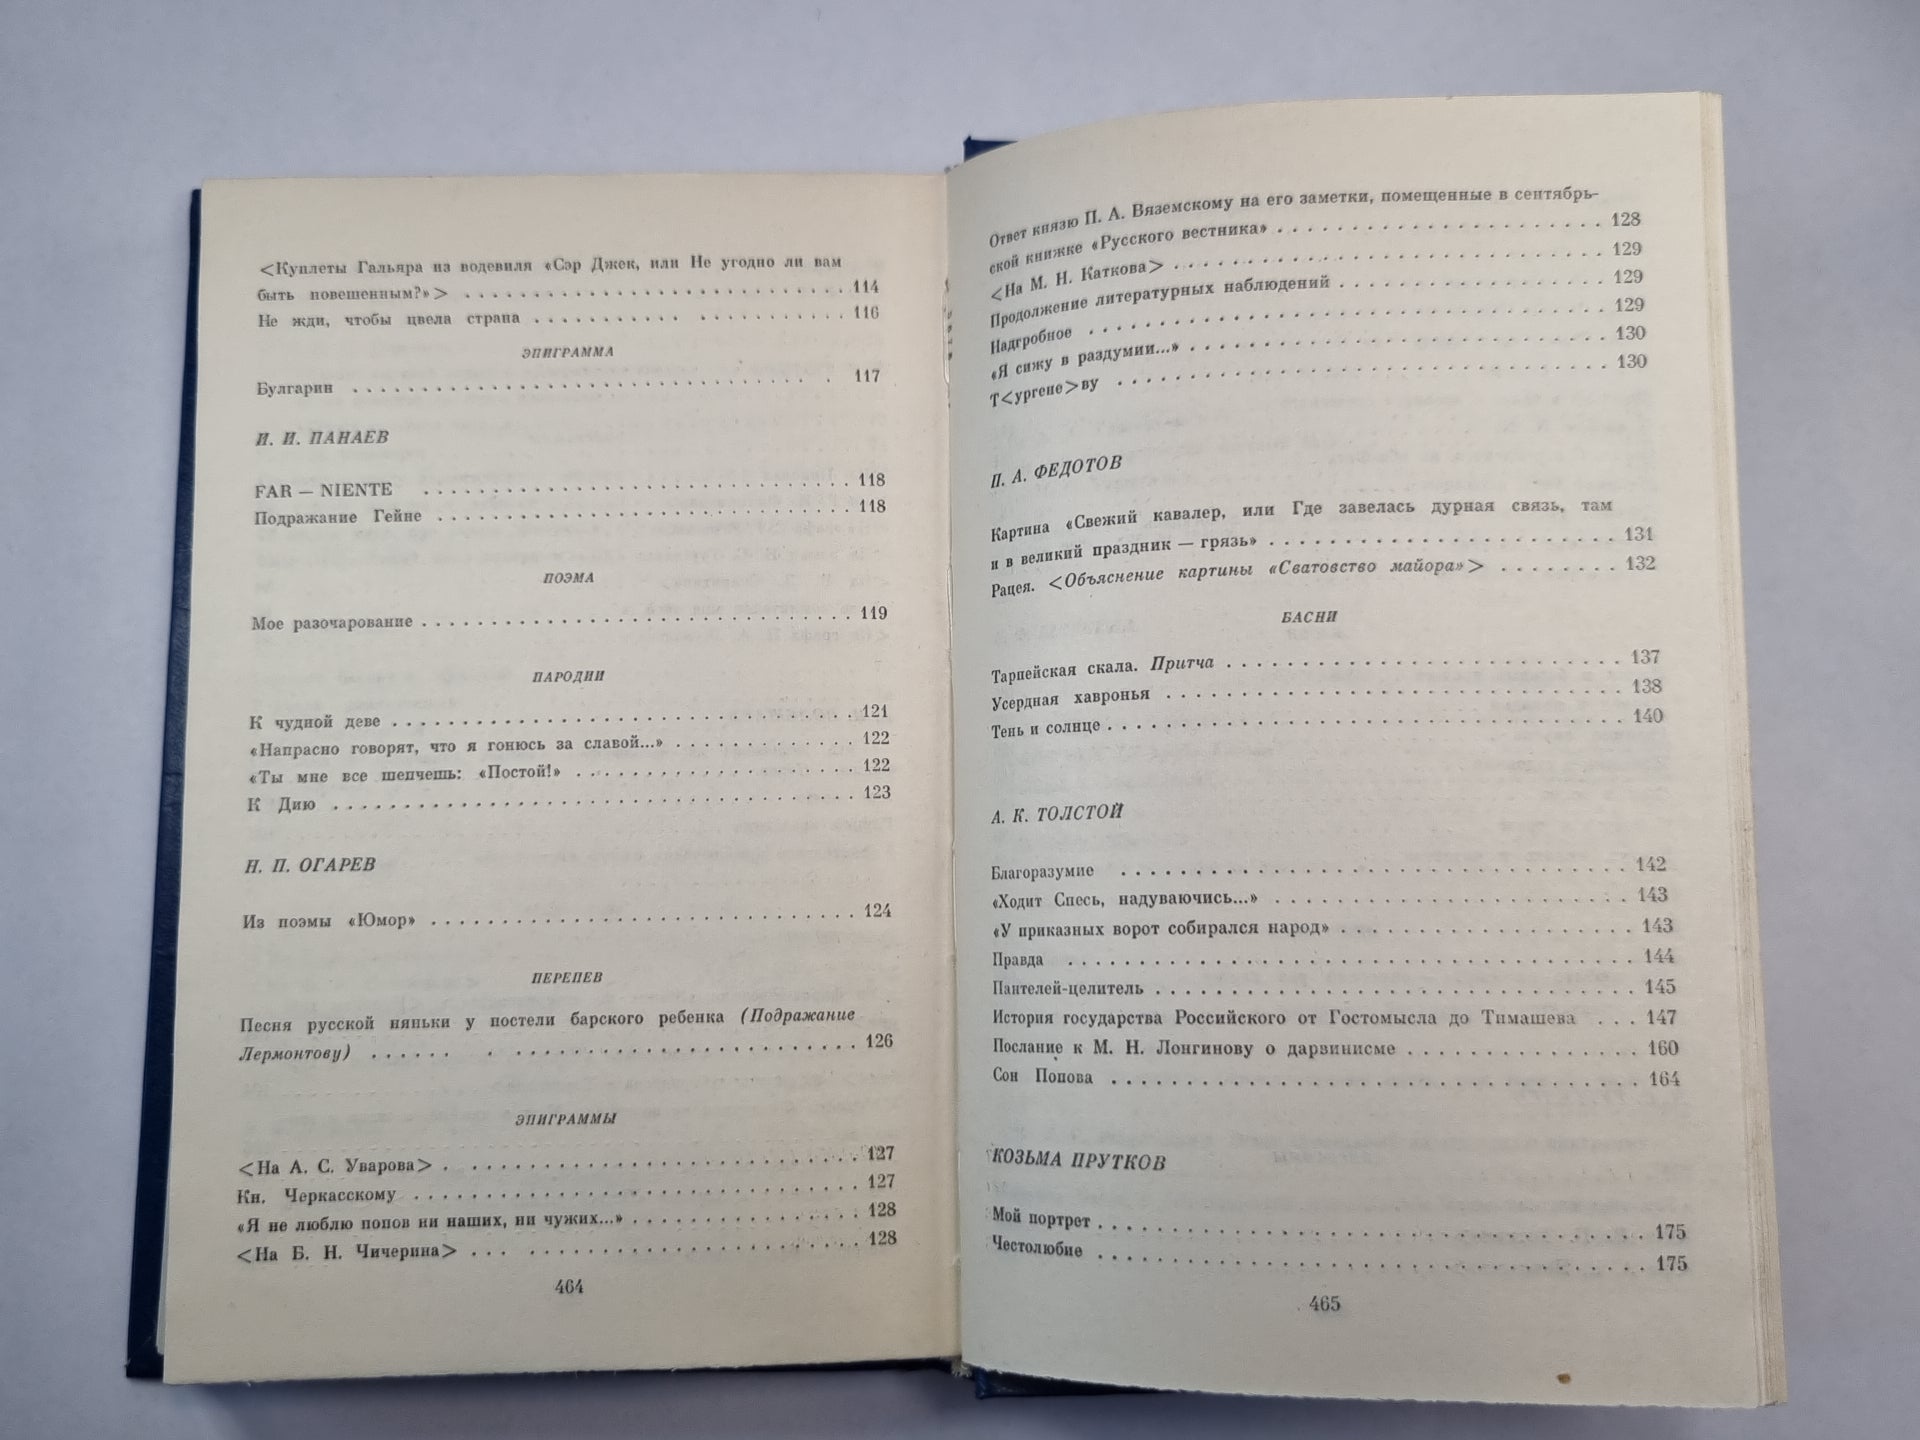 <Куплеты Гальяра из водевиля «Сэр Джек, или Не угодно ли вам
быть повешенным?»> . . . . . . . . . . . . . . . . . . . . . . . . . . . 114
Не жди, чтобы цвела страна . . . . . . . . . . . . . . . . . . . . . . . 116
ЭПИГРАММА
Булгарин . . . . . . . . . . . . . . . . . . . . . . . . . . . . . . 117
И. И. ПАНАЕВ
FAR — NIENTE . . . . . . . . . . . . . . . . . . . . . . . . . . . . 118
Подражание Гейне . . . . . . . . . . . . . . . . . . . . . . . . . . . 118
ПОЭМА
Мое разочарование . . . . . . . . . . . . . . . . . . . . . . . . . . . 119
ПАРОДИИ
К чудной деве . . . . . . . . . . . . . . . . . . . . . . . . . . . . . 121
«Напрасно говорят, что я гонюсь за славой...» . . . . . . . . . . . . . 122
«Ты мне все шепчешь: «Постой!» . . . . . . . . . . . . . . . . . . . 122
К Дию . . . . . . . . . . . . . . . . . . . . . . . . . . . . . . . . . 123
Н. П. ОГАРЕВ
Из поэмы «Юмор» . . . . . . . . . . . . . . . . . . . . . . . . . . . 124
ПЕРЕПЕВ
Песня русской няньки у постели барского ребенка (Подражание
Лермонтову) . . . . . . . . . . . . . . . . . . . . . . . . . . . . . 126
ЭПИГРАММЫ
<На А. С. Уварова> . . . . . . . . . . . . . . . . . . . . . . . . . . 127
Кн. Черкасскому . . . . . . . . . . . . . . . . . . . . . . . . . . . . 127
«Я не люблю попов ни наших, ни чужих...» . . . . . . . . . . . . . . . 128
<На Б. Н. Чичерина> . . . . . . . . . . . . . . . . . . . . . . . . . 128
464
Ответ князю П. А. Вяземскому на его заметки, помещенные в сентябрь-
ской книжке «Русского вестника» . . . . . . . . . . . . . . . . . . . . 128
<На М. Н. Каткова> . . . . . . . . . . . . . . . . . . . . . . . . . . 129
Продолжение литературных наблюдений . . . . . . . . . . . . . . . . . 129
Надгробное . . . . . . . . . . . . . . . . . . . . . . . . . . . . . . 129
«Я сижу в раздумии...» . . . . . . . . . . . . . . . . . . . . . . . . 130
Т<ургене>ву . . . . . . . . . . . . . . . . . . . . . . . . . . . . . 130
П. А. ФЕДОТОВ
Картина «Свежий кавалер, или Где завелась дурная связь, там
и в великий праздник — грязь» . . . . . . . . . . . . . . . . . . . . . 131
Рацея. <Объяснение картины «Сватовство майора»> . . . . . . . . 132
БАСНИ
Тарпейская скала. Притча . . . . . . . . . . . . . . . . . . . . . . . 137
Усердная хавронья . . . . . . . . . . . . . . . . . . . . . . . . . . . 138
Тень и солнце . . . . . . . . . . . . . . . . . . . . . . . . . . . . . 140
А. К. ТОЛСТОЙ
Благоразумие . . . . . . . . . . . . . . . . . . . . . . . . . . . . . 142
«Ходит Спесь, надуваючись...» . . . . . . . . . . . . . . . . . . . . . 143
«У приказных ворот собирался народ» . . . . . . . . . . . . . . . . . . 143
Правда . . . . . . . . . . . . . . . . . . . . . . . . . . . . . . . . 144
Пантелей-целитель . . . . . . . . . . . . . . . . . . . . . . . . . . . 145
История государства Российского от Гостомысла до Тимашева . . . 147
Послание к М. Н. Лонгинову о дарвинисме . . . . . . . . . . . . . . . 160
Сон Попова . . . . . . . . . . . . . . . . . . . . . . . . . . . . . . 164
КОЗЬМА ПРУТКОВ
Мой портрет . . . . . . . . . . . . . . . . . . . . . . . . . . . . . . 175
Честолюбие . . . . . . . . . . . . . . . . . . . . . . . . . . . . . . 175
465